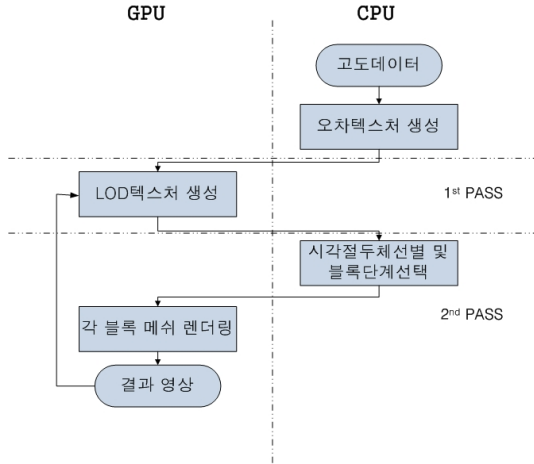 GPU
CPU
고도데이터
오차텍스처 생성
LOD텍스처 생성
1st PASS
시각절두체선별 및
블록단계선택
각 블록 메쉬 렌더링
2nd PASS
결과 영상